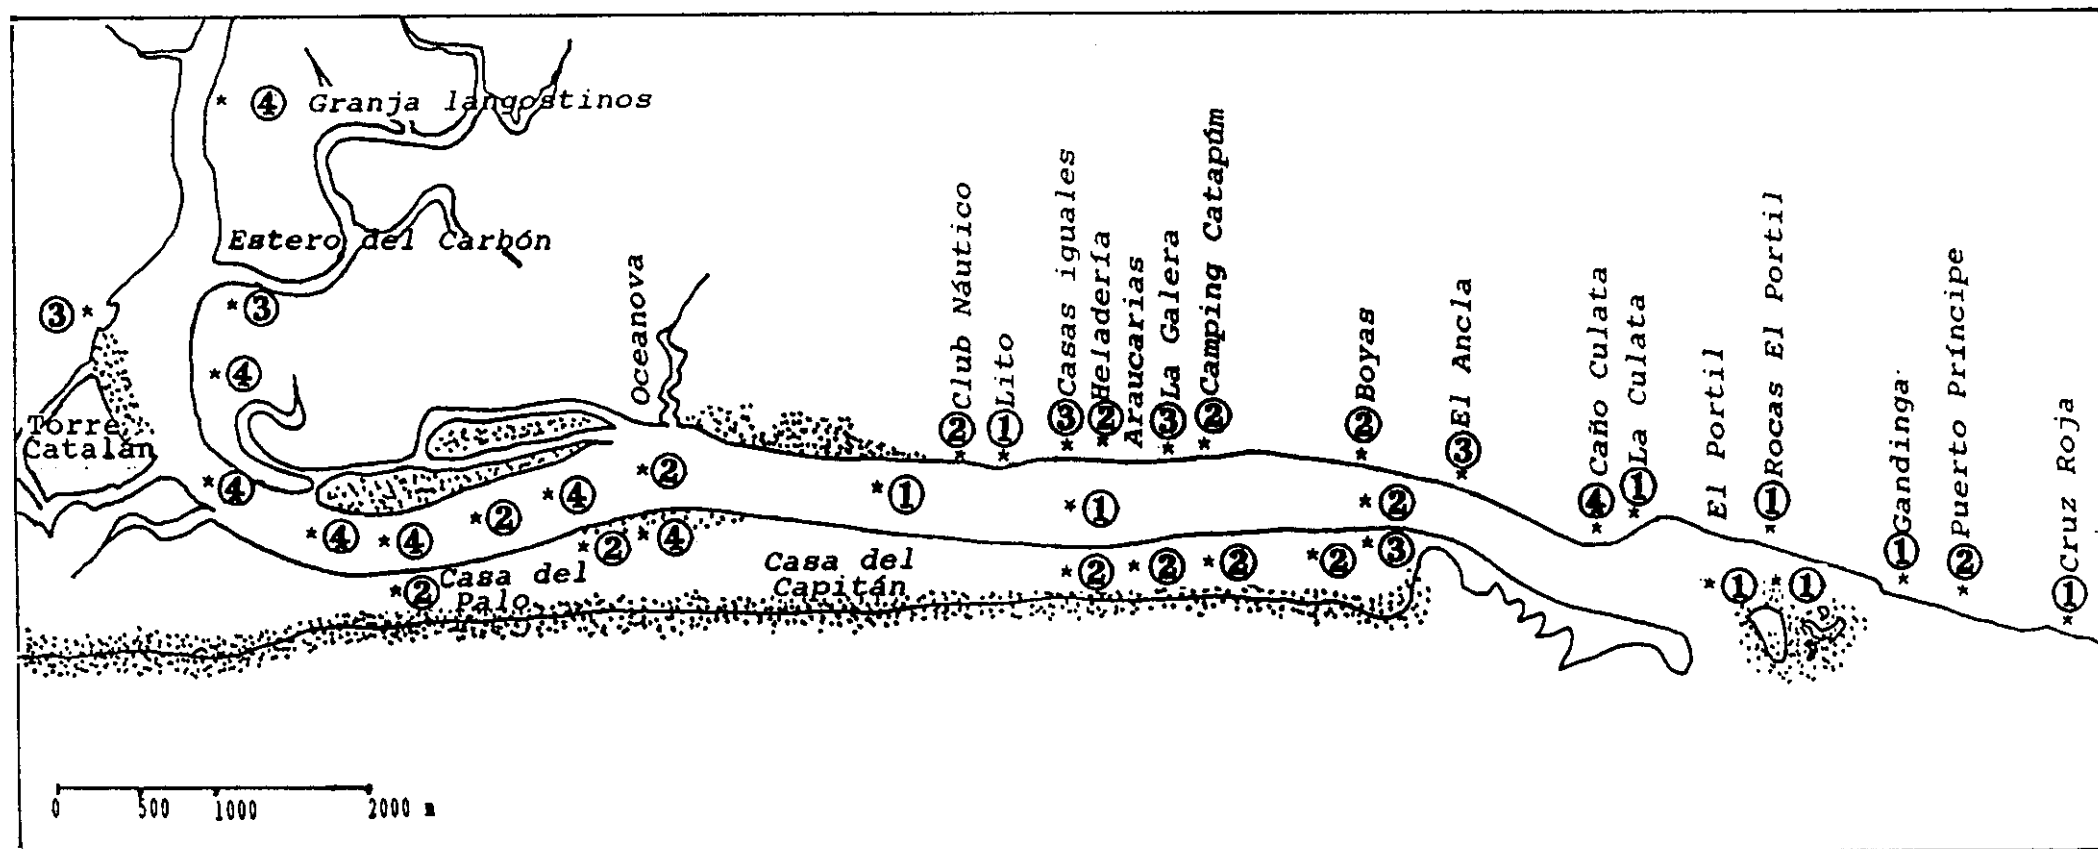 * ④ Granja langostinos
Estero del Carbón
③ *
* ③
* ④
Torre
Catalán
* ④
* ④
* ④
* ②
* ④
* ②
* ②
* ④
* ② Casa del
Palo
Casa del
Capitán
Oceanova
* ② Club Náutico
* ① Lito
* ③ Casas iguales
* ② Heladería
Araucarias
* ③ La Galera
* ② Camping Catapúm
* ② Boyas
* ③ El Ancla
* ④ Caño Culata
* ① La Culata
El Portil
* ① Rocas El Portil
* ① Gandinga
* ② Puerto Príncipe
* ① Cruz Roja
* ①
* ①
* ②
* ③
* ②
* ②
* ②
* ②
* ①
* ①
0 500 1000 2000 m